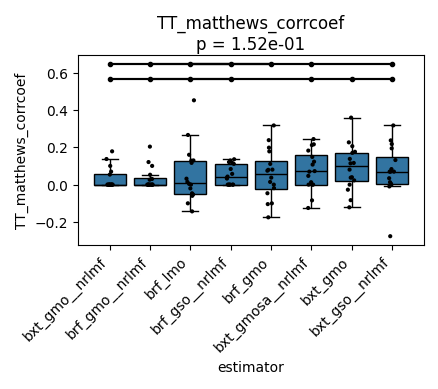 TT_matthews_corrcoef
p = 1.52e-01
TT_matthews_corrcoef
0.6
0.4
0.2
0.0
−0.2
bxt_gmo__nrlmf
brf_gmo__nrlmf
brf_lmo
brf_gso__nrlmf
brf_gmo
bxt_gmosa__nrlmf
bxt_gmo
bxt_gso__nrlmf
estimator